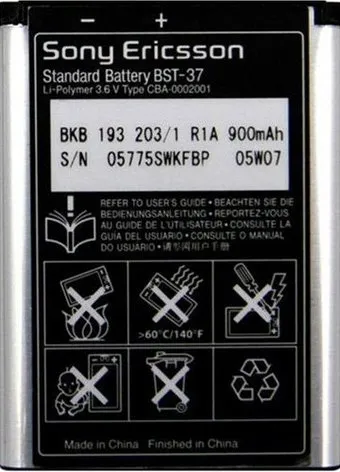 − +
Sony Ericsson
Standard Battery BST-37
Li-Polymer 3.6 V Type CBA-0002001
BKB 193 203/1 R1A 900mAh
S/N 05775SWKFBP 05W07
REFER TO USER'S GUIDE • BEACHTEN SIE DIE
BEDIENUNGSANLEITUNG • REPORTEZ-VOUS
AU GUIDE DE L'UTILISATEUR • CONSULTE LA
GUÍA DEL USUARIO • CONSULTE O MANUAL
DO USUARIO • 请参阅用户手册
>60°C/140°F
Made in China Finished in China